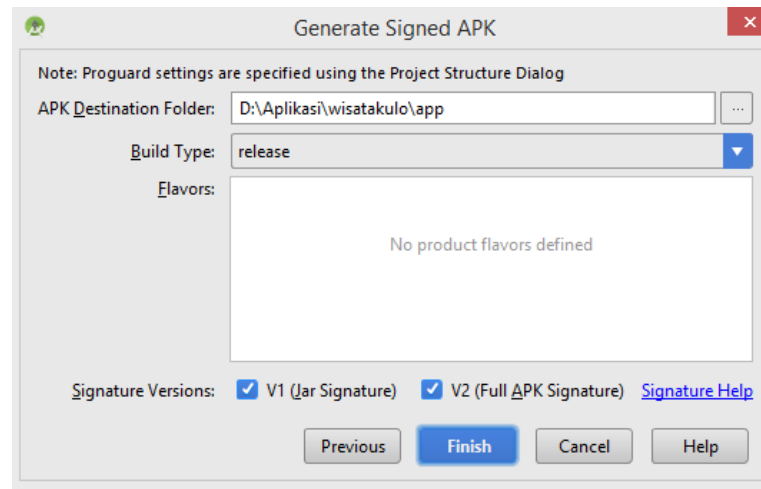 Generate Signed APK
Note: Proguard settings are specified using the Project Structure Dialog
APK Destination Folder: D:\Aplikasi\wisatakulo\app ...
Build Type: release
Flavors:
No product flavors defined
Signature Versions: V1 (Jar Signature) V2 (Full APK Signature) Signature Help
Previous Finish Cancel Help